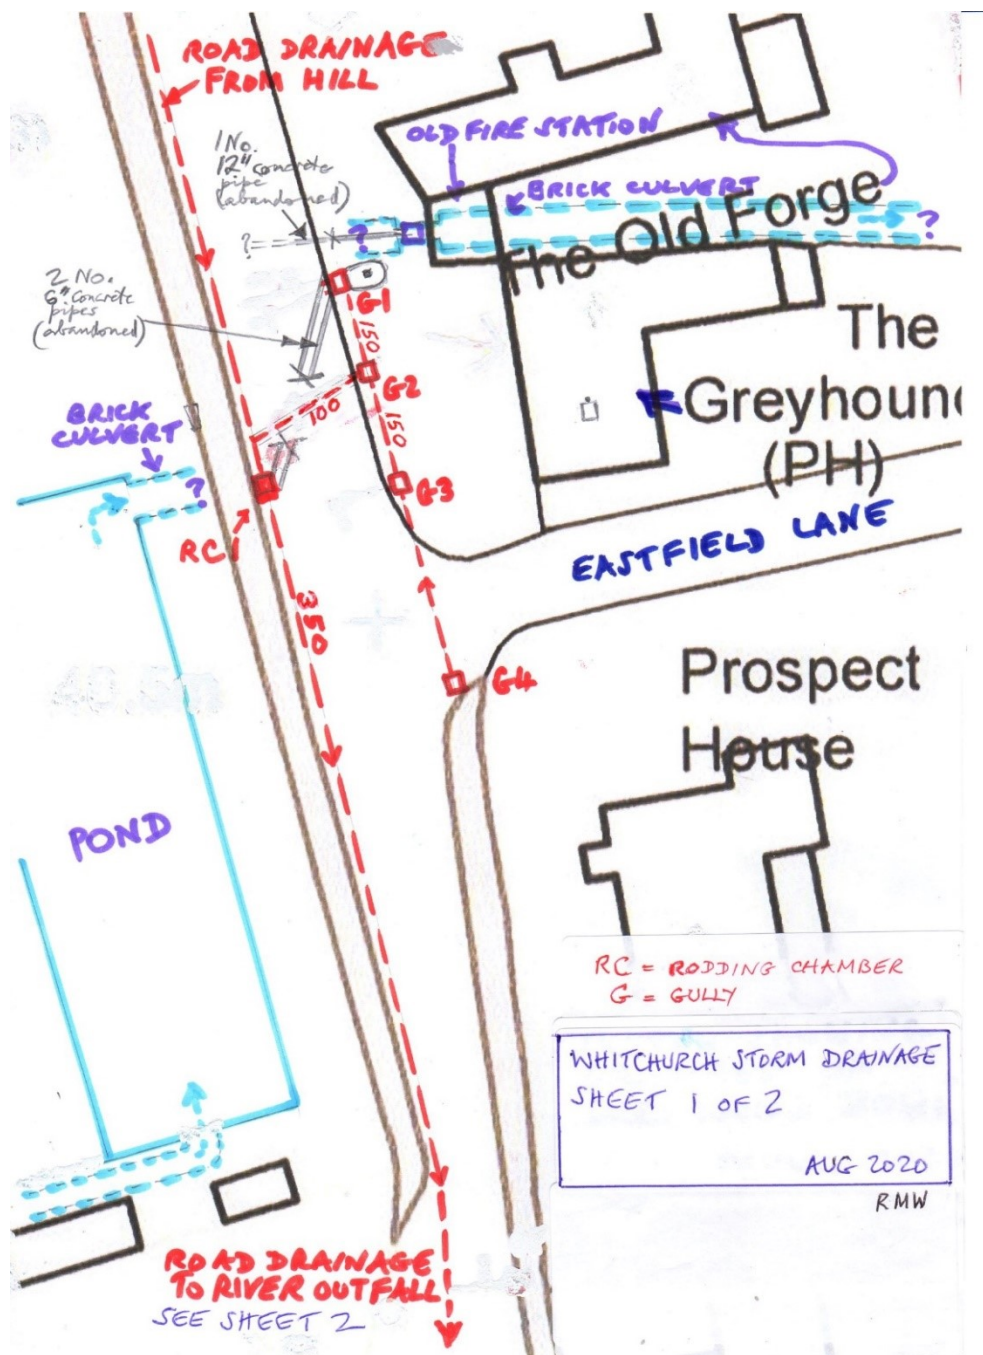 ROAD DRAINAGE
FROM HILL
1 No.
12" concrete
pipe
(abandoned)
OLD FIRE STATION
BRICK CULVERT
The Old Forge
?
?
?
2 No.
6" concrete
pipes
(abandoned)
G1
150
G2
100
150
G3
The
Greyhoun
(PH)
BRICK
CULVERT
?
RC
EASTFIELD LANE
350
G4
Prospect
House
POND
RC = RODDING CHAMBER
G = GULLY
WHITCHURCH STORM DRAINAGE
SHEET 1 OF 2
AUG 2020
RMW
ROAD DRAINAGE
TO RIVER OUTFALL
SEE SHEET 2